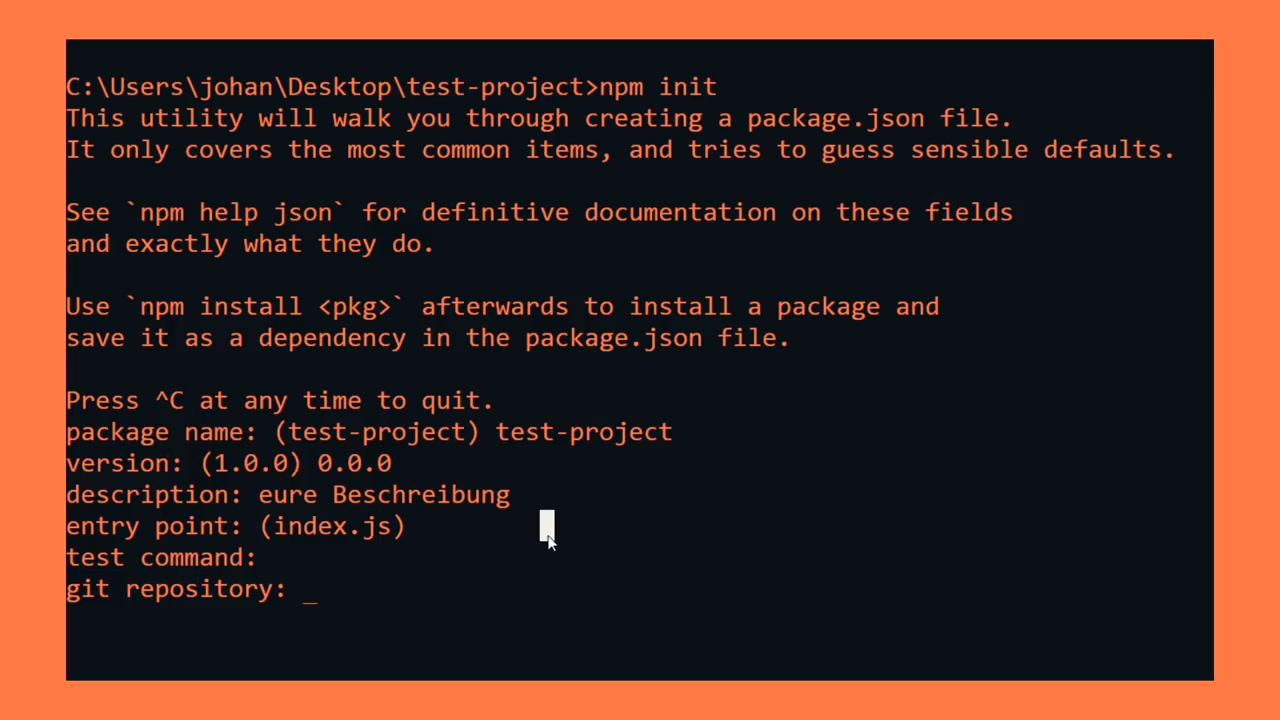 C:\Users\johan\Desktop\test-project>npm init
This utility will walk you through creating a package.json file.
It only covers the most common items, and tries to guess sensible defaults.
See `npm help json` for definitive documentation on these fields
and exactly what they do.
Use `npm install <pkg>` afterwards to install a package and
save it as a dependency in the package.json file.
Press ^C at any time to quit.
package name: (test-project) test-project
version: (1.0.0) 0.0.0
description: eure Beschreibung
entry point: (index.js)
test command:
git repository: _